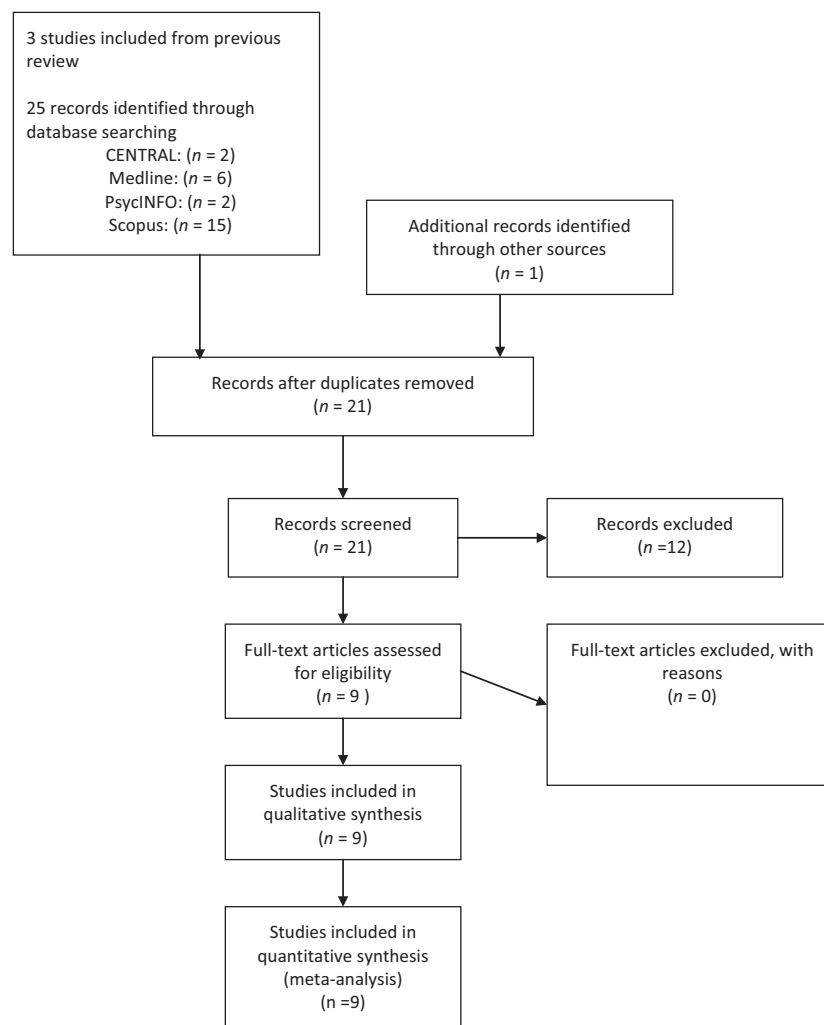 3 studies included from previous
review
25 records identified through
database searching
CENTRAL: (n = 2)
Medline: (n = 6)
PsycINFO: (n = 2)
Scopus: (n = 15)
Additional records identified
through other sources
(n = 1)
Records after duplicates removed
(n = 21)
Records screened
(n = 21)
Records excluded
(n =12)
Full-text articles assessed
for eligibility
(n = 9 )
Full-text articles excluded, with
reasons
(n = 0)
Studies included in
qualitative synthesis
(n = 9)
Studies included in
quantitative synthesis
(meta-analysis)
(n =9)